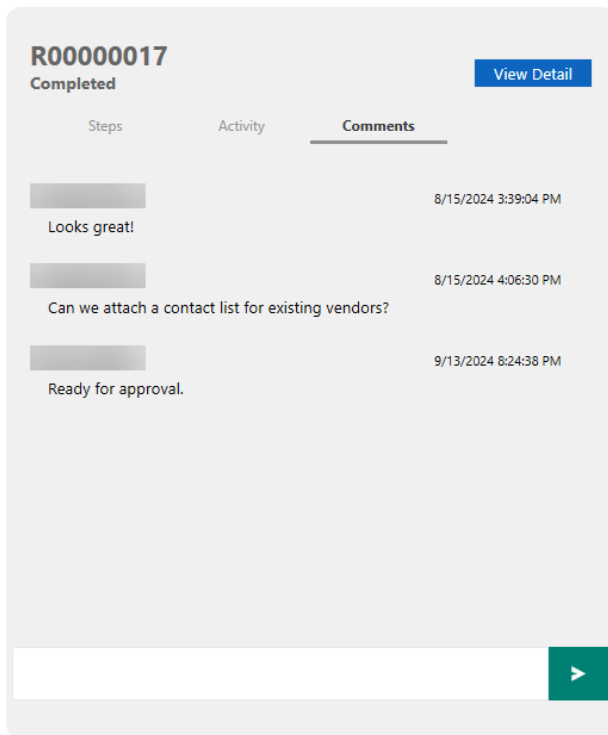 R00000017
Completed
View Detail
Steps Activity Comments
8/15/2024 3:39:04 PM
Looks great!
8/15/2024 4:06:30 PM
Can we attach a contact list for existing vendors?
9/13/2024 8:24:38 PM
Ready for approval.